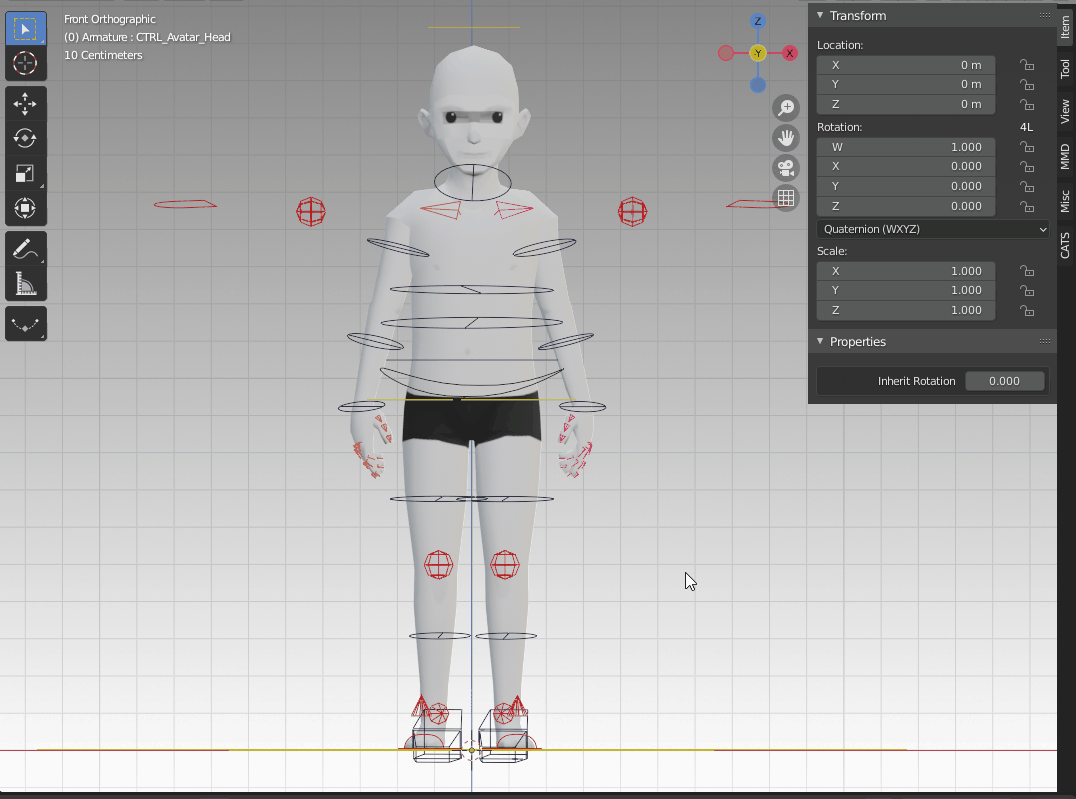 Front Orthographic
(0) Armature : CTRL_Avatar_Head
10 Centimeters
Z
-Y
X
Transform
Location:
X 0 m
Y 0 m
Z 0 m
Rotation: 4L
W 1.000
X 0.000
Y 0.000
Z 0.000
Quaternion (WXYZ)
Scale:
X 1.000
Y 1.000
Z 1.000
Properties
Inherit Rotation 0.000
Item
Tool
View
MMD
Misc
CATS